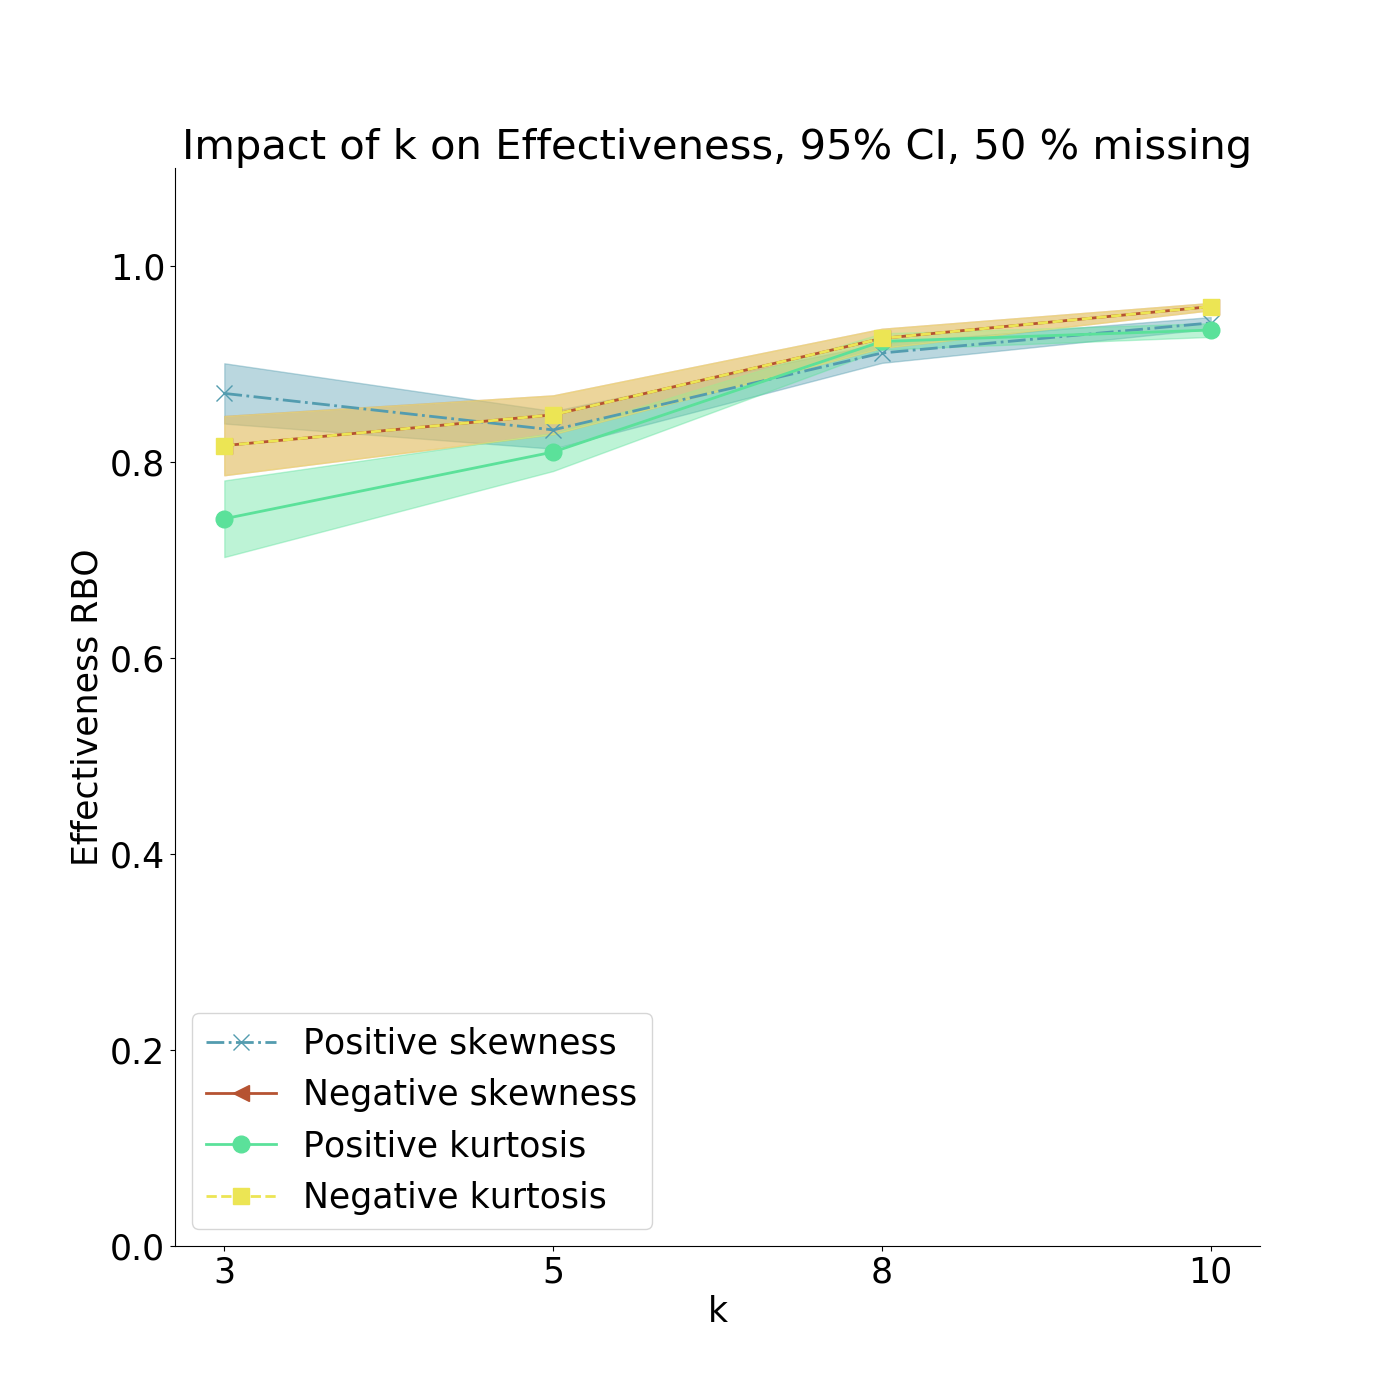 Impact of k on Effectiveness, 95% CI, 50 % missing
1.0
0.8
0.6
0.4
0.2
0.0
Effectiveness RBO
Positive skewness
Negative skewness
Positive kurtosis
Negative kurtosis
3 5 8 10
k